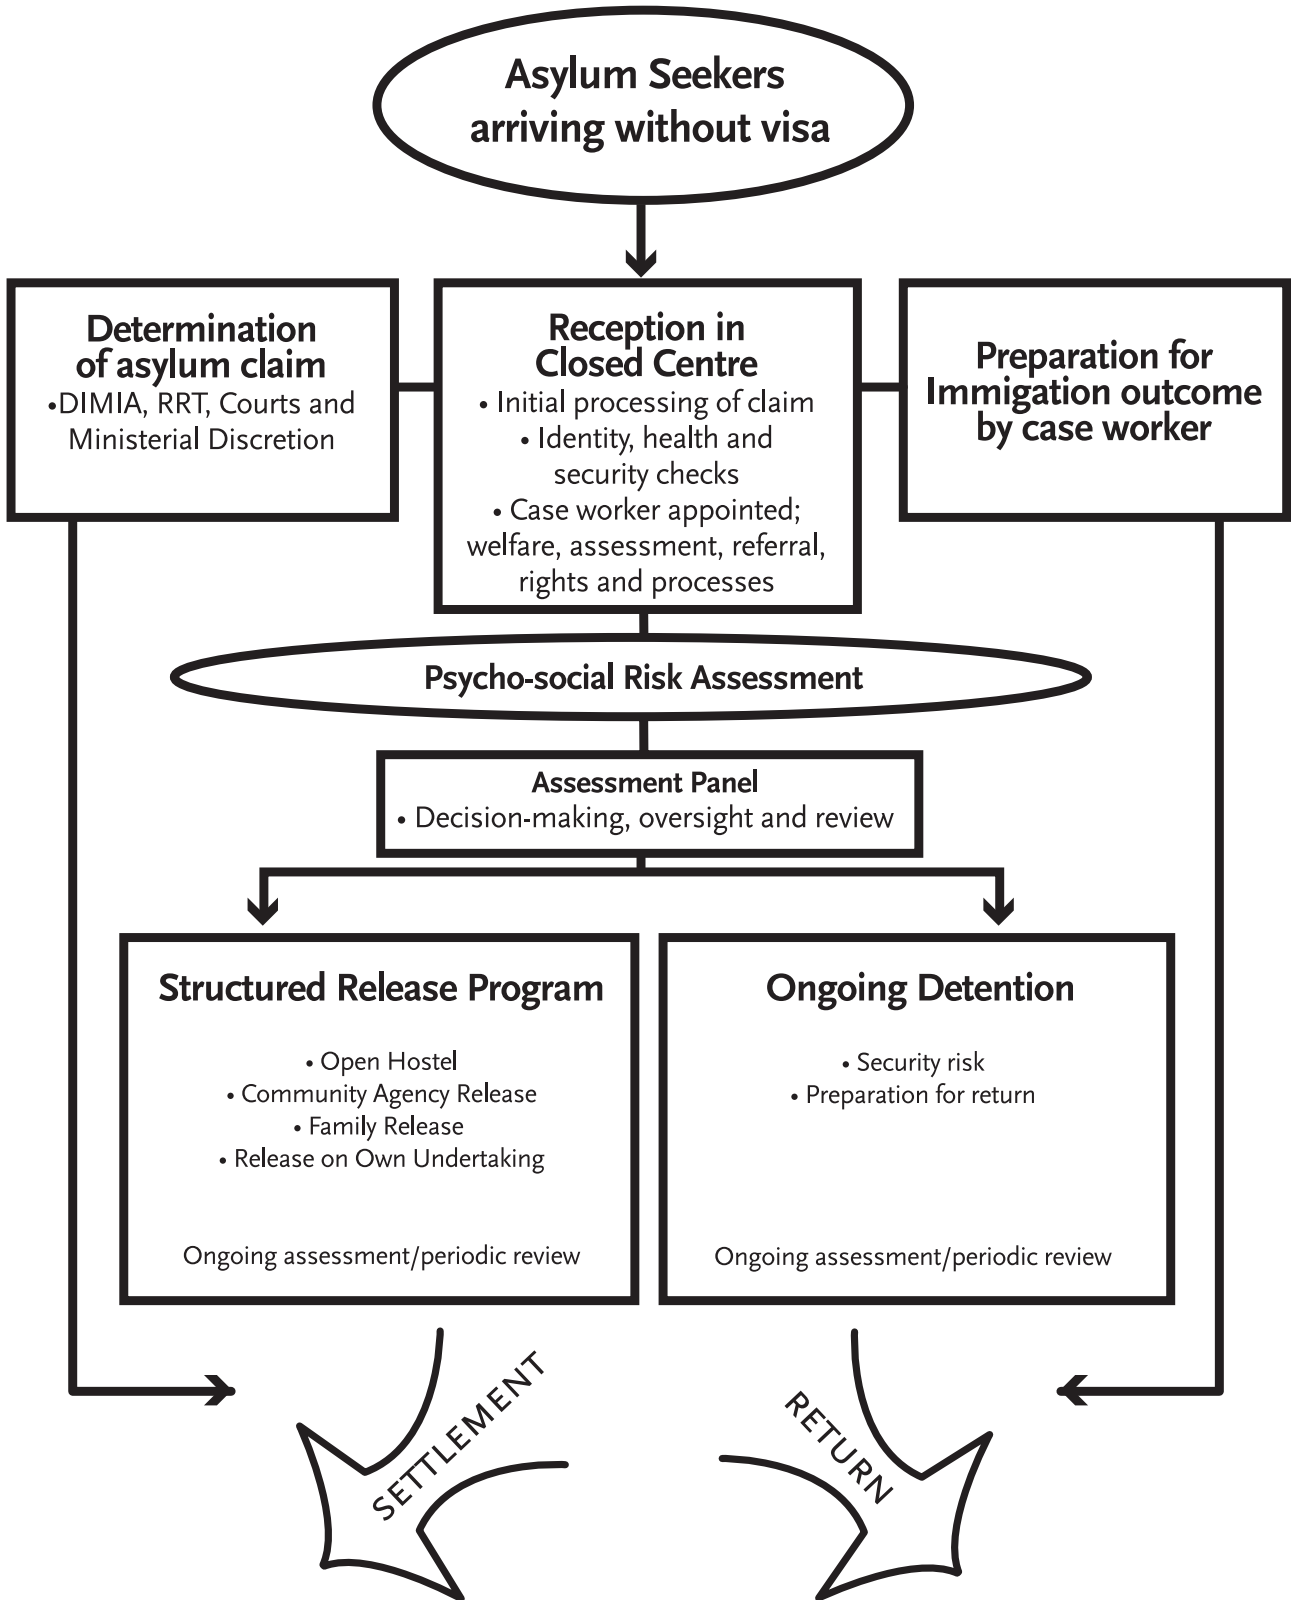 Asylum Seekers
arriving without visa
Determination
of asylum claim
•DIMIA, RRT, Courts and
Ministerial Discretion
Reception in
Closed Centre
• Initial processing of claim
• Identity, health and
security checks
• Case worker appointed;
welfare, assessment, referral,
rights and processes
Preparation for
Immigation outcome
by case worker
Psycho-social Risk Assessment
Assessment Panel
• Decision-making, oversight and review
Structured Release Program
• Open Hostel
• Community Agency Release
• Family Release
• Release on Own Undertaking
Ongoing assessment/periodic review
Ongoing Detention
• Security risk
• Preparation for return
Ongoing assessment/periodic review
SETTLEMENT
RETURN